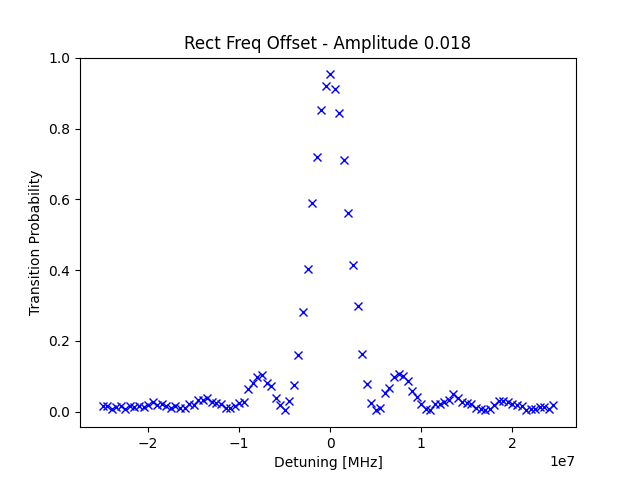 Rect Freq Offset - Amplitude 0.018
1.0
0.8
0.6
0.4
0.2
0.0
Transition Probability
−2
−1
0
1
2
1e7
Detuning [MHz]